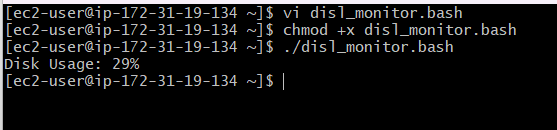 [ec2-user@ip-172-31-19-134 ~]$ vi disl_monitor.bash
[ec2-user@ip-172-31-19-134 ~]$ chmod +x disl_monitor.bash
[ec2-user@ip-172-31-19-134 ~]$ ./disl_monitor.bash
Disk Usage: 29%
[ec2-user@ip-172-31-19-134 ~]$